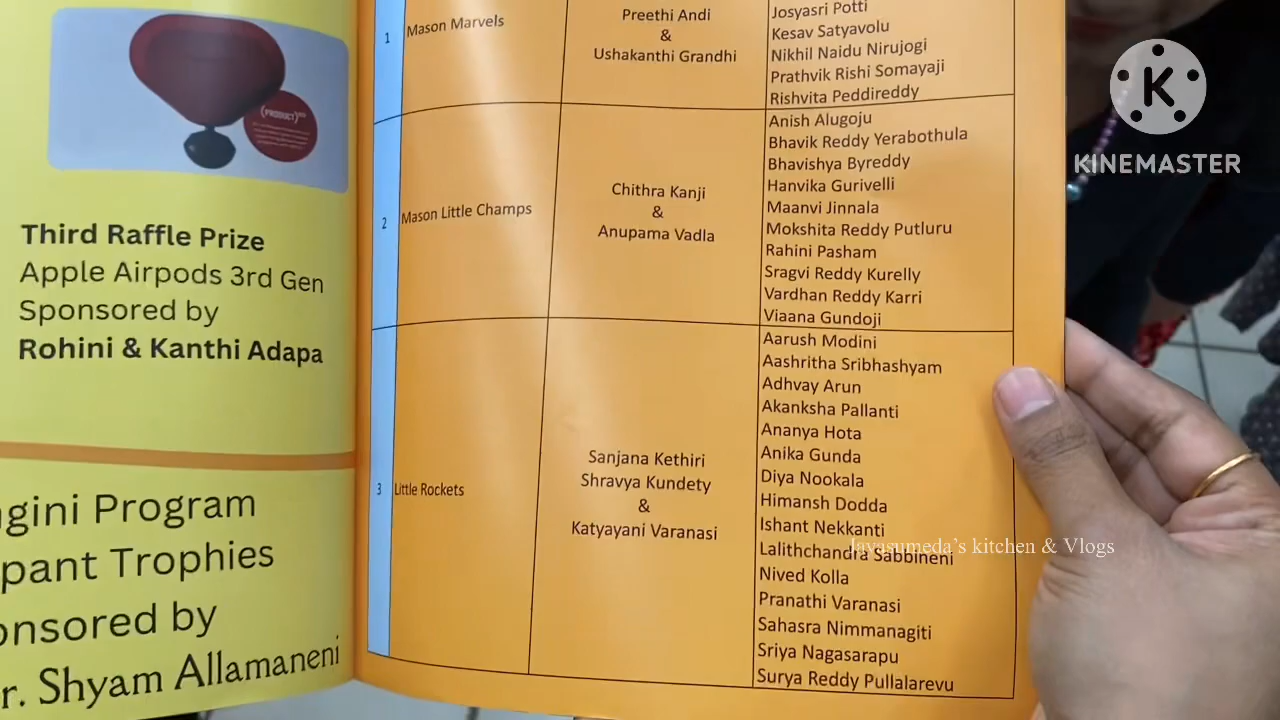 (PRODUCT)RED
Third Raffle Prize
Apple Airpods 3rd Gen
Sponsored by
Rohini & Kanthi Adapa
gini Program
pant Trophies
onsored by
r. Shyam Allamaneni
1
Mason Marvels
Preethi Andi
&
Ushakanthi Grandhi
Josyasri Potti
Kesav Satyavolu
Nikhil Naidu Nirujogi
Prathvik Rishi Somayaji
Rishvita Peddireddy
2
Mason Little Champs
Chithra Kanji
&
Anupama Vadla
Anish Alugoju
Bhavik Reddy Yerabothula
Bhavishya Byreddy
Hanvika Gurivelli
Maanvi Jinnala
Mokshita Reddy Putluru
Rahini Pasham
Sragvi Reddy Kurelly
Vardhan Reddy Karri
Viaana Gundoji
3
Little Rockets
Sanjana Kethiri
Shravya Kundety
&
Katyayani Varanasi
Aarush Modini
Aashritha Sribhashyam
Adhvay Arun
Akanksha Pallanti
Ananya Hota
Anika Gunda
Diya Nookala
Himansh Dodda
Ishant Nekkanti
Lalithchandra Sabbineni
Nived Kolla
Pranathi Varanasi
Sahasra Nimmanagiti
Sriya Nagasarapu
Surya Reddy Pullalarevu
Jayasumeda's kitchen & Vlogs
K
KINEMASTER